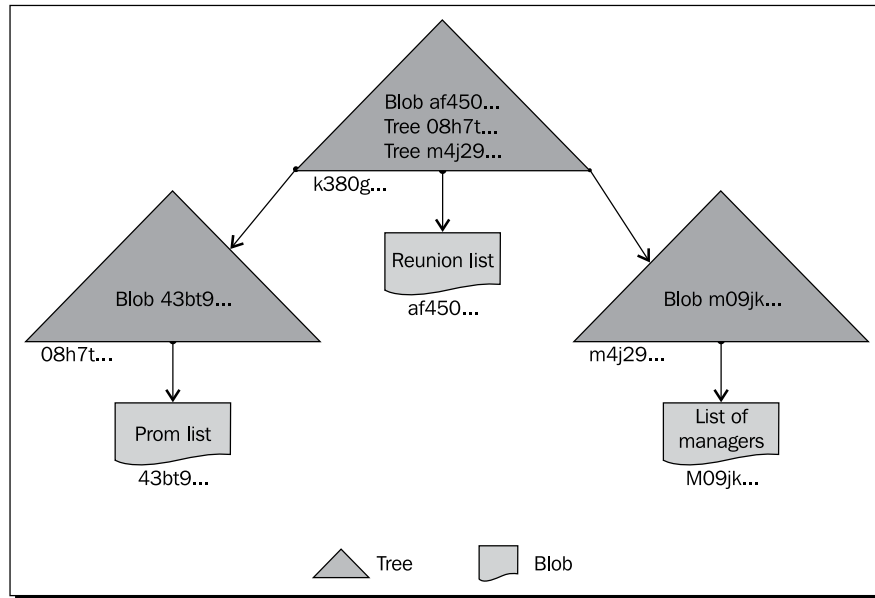 Blob af450...
Tree 08h7t...
Tree m4j29...
k380g...
Reunion list
af450...
Blob 43bt9...
08h7t...
Blob m09jk...
m4j29...
Prom list
43bt9...
List of
managers
M09jk...
Tree
Blob